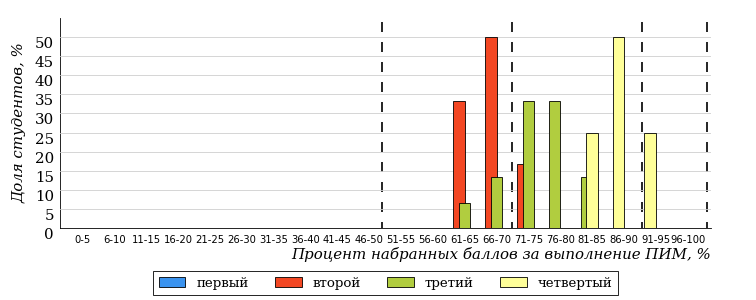 Доля студентов, %
50
45
40
35
30
25
20
15
10
5
0
0-5 6-10 11-15 16-20 21-25 26-30 31-35 36-40 41-45 46-50 51-55 56-60 61-65 66-70 71-75 76-80 81-85 86-90 91-95 96-100
Процент набранных баллов за выполнение ПИМ, %
первый второй третий четвертый